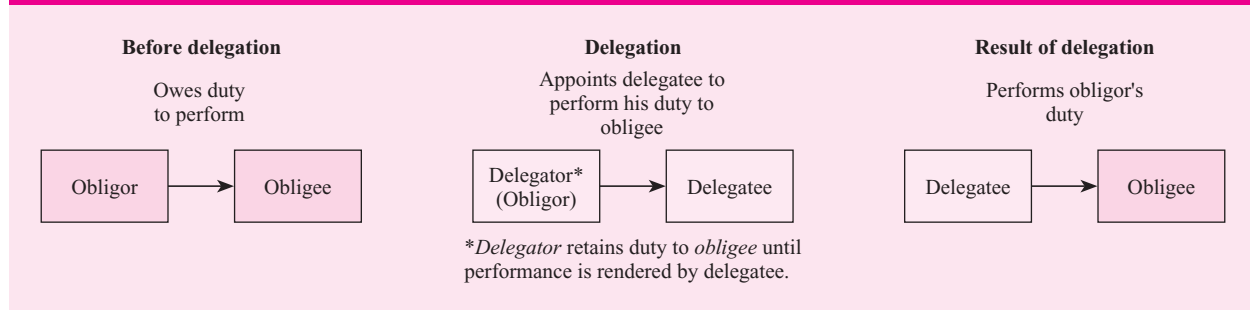 Before delegation
Owes duty
to perform
Obligor
Obligee
Delegation
Appoints delegatee to
perform his duty to
obligee
Delegator*
(Obligor)
Delegatee
*Delegator retains duty to obligee until
performance is rendered by delegatee.
Result of delegation
Performs obligor's
duty
Delegatee
Obligee